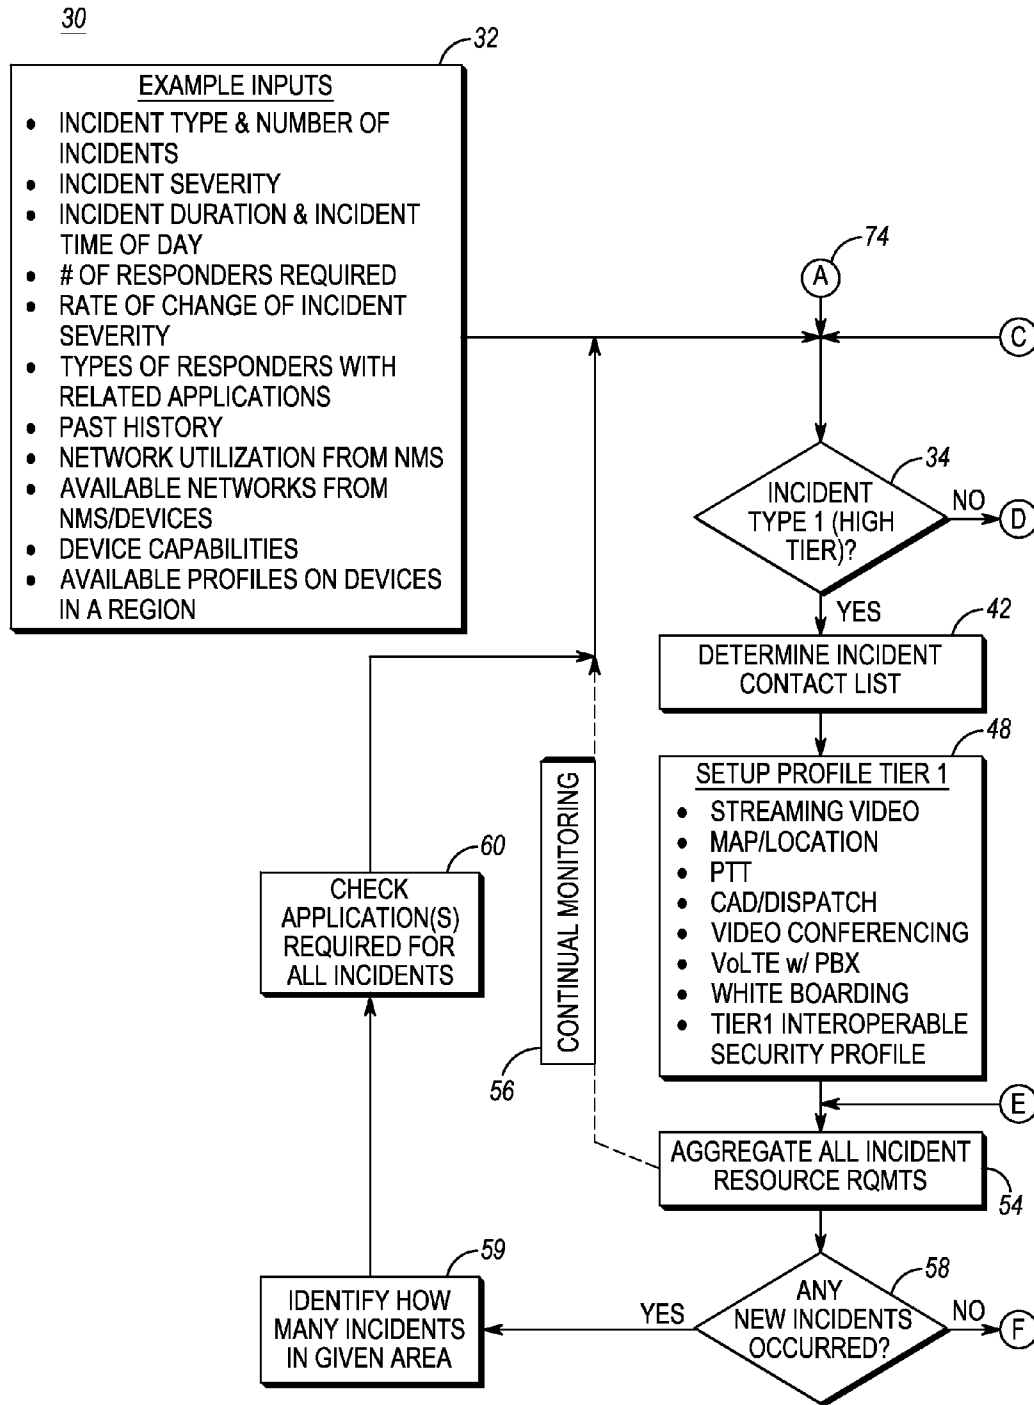 30
32
EXAMPLE INPUTS
• INCIDENT TYPE & NUMBER OF
INCIDENTS
• INCIDENT SEVERITY
• INCIDENT DURATION & INCIDENT
TIME OF DAY
• # OF RESPONDERS REQUIRED
• RATE OF CHANGE OF INCIDENT
SEVERITY
• TYPES OF RESPONDERS WITH
RELATED APPLICATIONS
• PAST HISTORY
• NETWORK UTILIZATION FROM NMS
• AVAILABLE NETWORKS FROM
NMS/DEVICES
• DEVICE CAPABILITIES
• AVAILABLE PROFILES ON DEVICES
IN A REGION
74
A
C
34
INCIDENT
TYPE 1 (HIGH
TIER)?
NO
D
YES
42
DETERMINE INCIDENT
CONTACT LIST
48
SETUP PROFILE TIER 1
• STREAMING VIDEO
• MAP/LOCATION
• PTT
• CAD/DISPATCH
• VIDEO CONFERENCING
• VoLTE w/ PBX
• WHITE BOARDING
• TIER1 INTEROPERABLE
SECURITY PROFILE
CONTINUAL MONITORING
56
60
CHECK
APPLICATION(S)
REQUIRED FOR
ALL INCIDENTS
E
AGGREGATE ALL INCIDENT
RESOURCE RQMTS
54
58
ANY
NEW INCIDENTS
OCCURRED?
NO
F
YES
59
IDENTIFY HOW
MANY INCIDENTS
IN GIVEN AREA